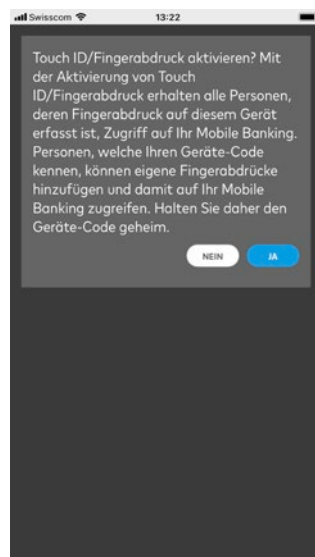 Swisscom 13:22
Touch ID/Fingerabdruck aktivieren? Mit
der Aktivierung von Touch
ID/Fingerabdruck erhalten alle Personen,
deren Fingerabdruck auf diesem Gerät
erfasst ist, Zugriff auf Ihr Mobile Banking.
Personen, welche Ihren Geräte-Code
kennen, können eigene Fingerabdrücke
hinzufügen und damit auf Ihr Mobile
Banking zugreifen. Halten Sie daher den
Geräte-Code geheim.
NEIN JA